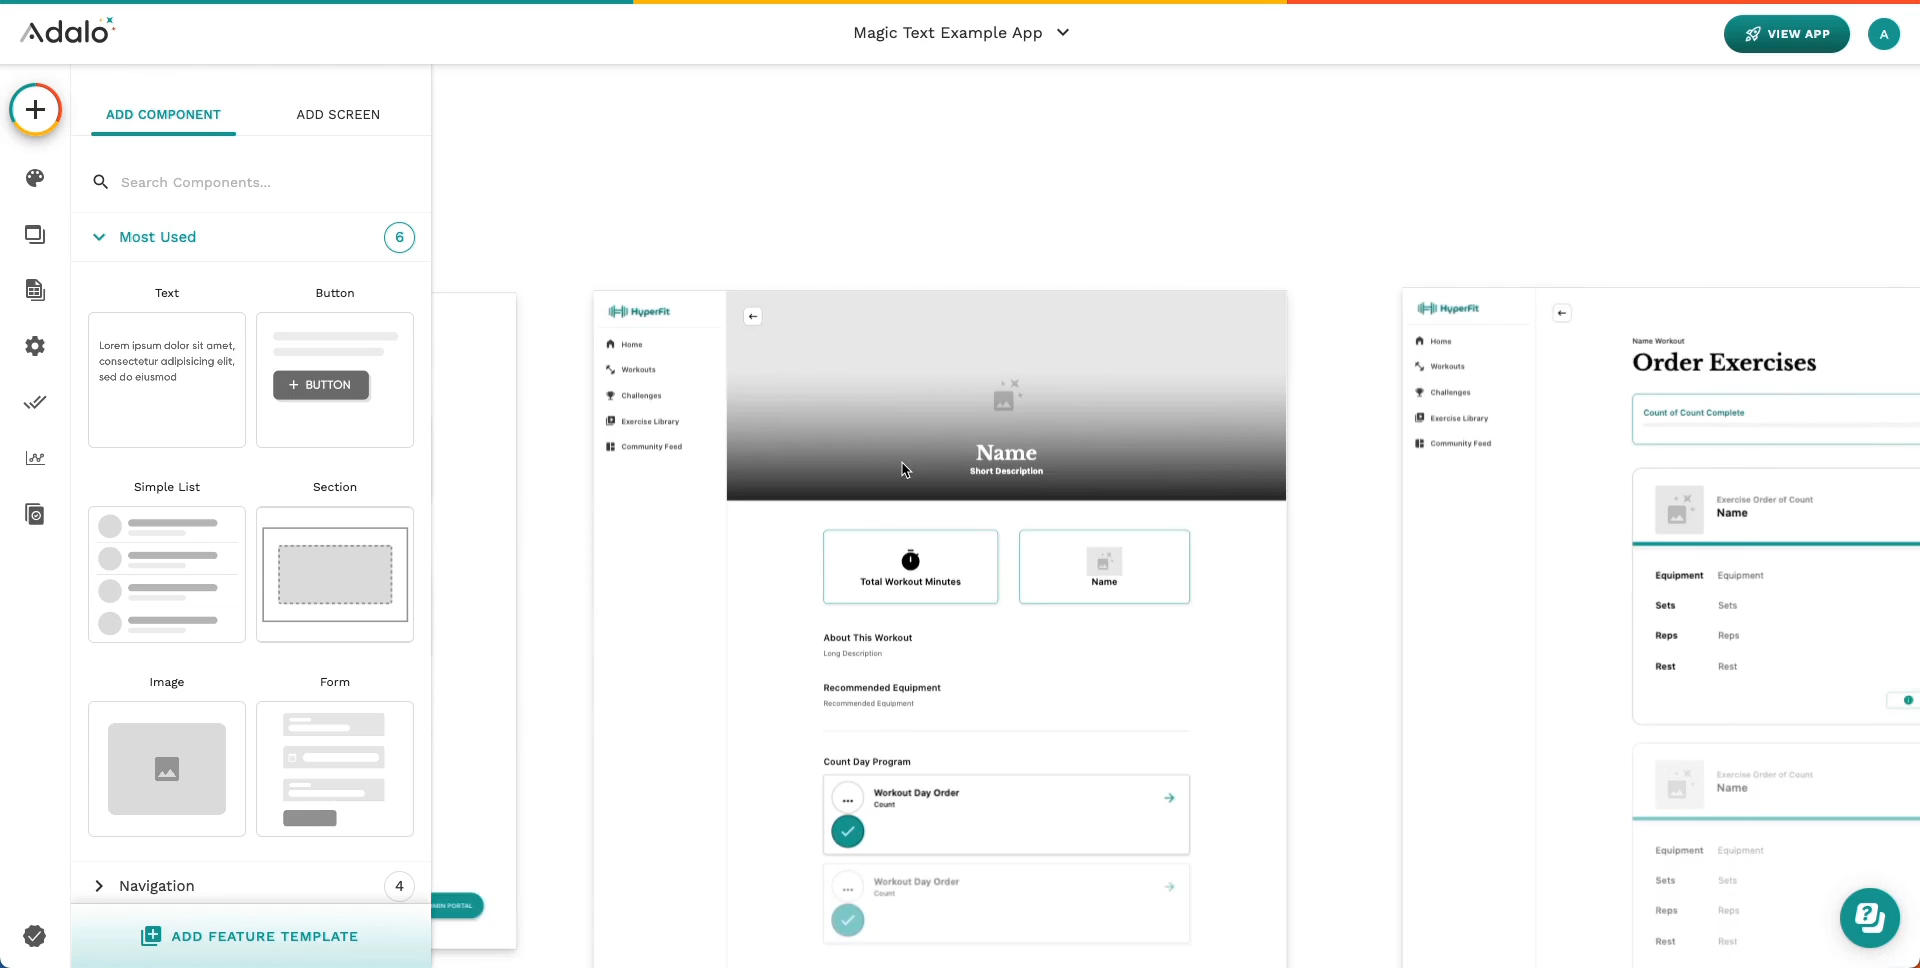 Adalo
Magic Text Example App
VIEW APP
A
ADD COMPONENT
ADD SCREEN
Search Components...
Most Used
6
Text
Button
Lorem ipsum dolor sit amet,
consectetur adipisicing elit,
sed do eiusmod
+ BUTTON
Simple List
Section
Image
Form
Navigation
4
ADD FEATURE TEMPLATE
PORTAL
HyperFit
Home
Workouts
Challenges
Exercise Library
Community Feed
Name
Short Description
Total Workout Minutes
Name
About This Workout
Long Description
Recommended Equipment
Recommended Equipment
Count Day Program
...
Workout Day Order
Count
...
Workout Day Order
Count
HyperFit
Home
Workouts
Challenges
Exercise Library
Community Feed
Name Workout
Order Exercises
Count of Count Complete
Exercise Order of Count
Name
Equipment Equipment
Sets Sets
Reps Reps
Rest Rest
Exercise Order of Count
Name
Equipment Equipment
Sets Sets
Reps Reps
Rest Rest